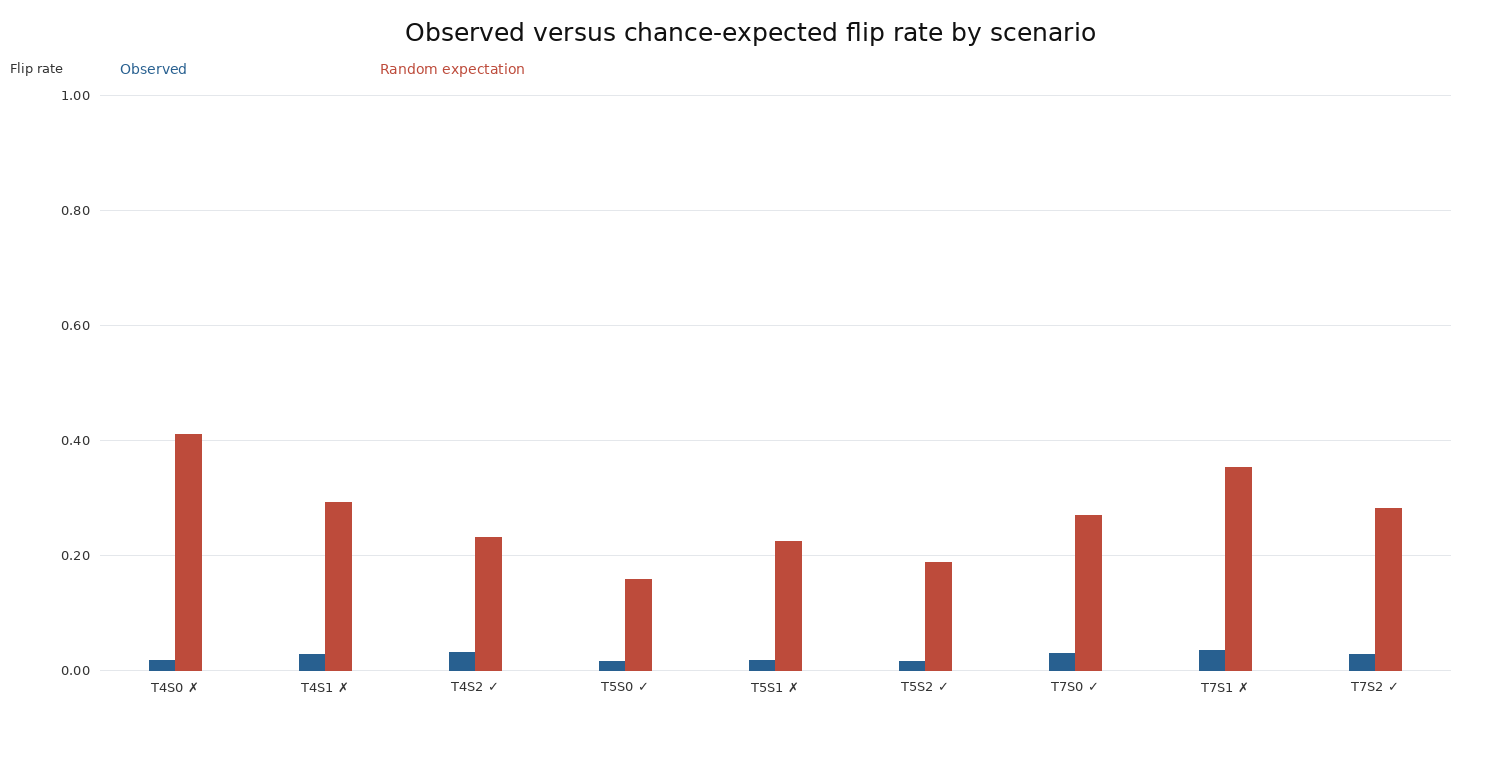 Observed versus chance-expected flip rate by scenario
Flip rate
Observed
Random expectation
1.00
0.80
0.60
0.40
0.20
0.00
T4S0 ✗
T4S1 ✗
T4S2 ✓
T5S0 ✓
T5S1 ✗
T5S2 ✓
T7S0 ✓
T7S1 ✗
T7S2 ✓